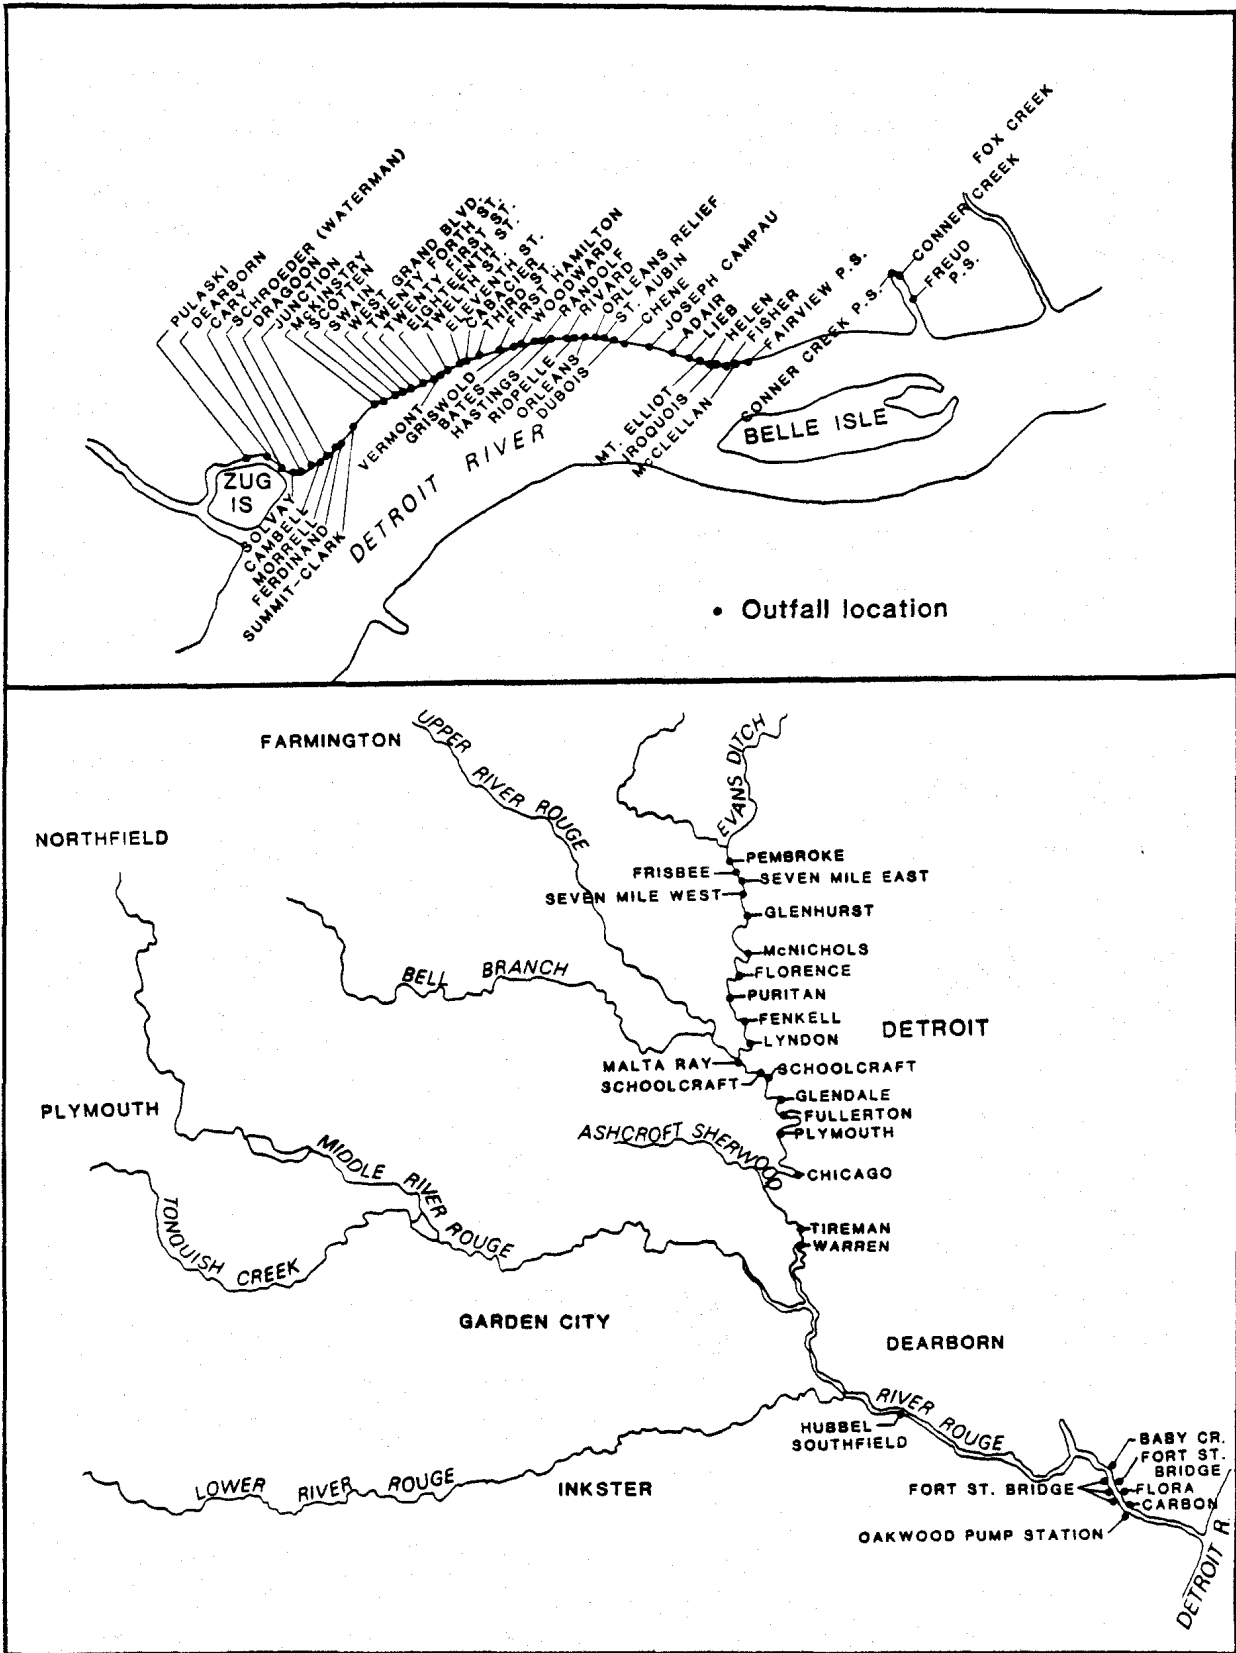 PULASKI
DEARBORN
CARY
SCHROEDER (WATERMAN)
DRAGOON
JUNCTION
McKINSTRY
SCOTTEN
SWAIN
WEST GRAND BLVD.
TWENTY FORTH ST.
TWENTY FIRST ST.
EIGHTEENTH ST.
TWELTH ST.
ELEVENTH ST.
CABACIER
THIRD ST.
FIRST HAMILTON
WOODWARD
RANDOLF
RIVARD
ORLEANS RELIEF
ST. AUBIN
CHENE
JOSEPH CAMPAU
ADAIR
LIEB
HELEN
FISHER
FAIRVIEW P.S.
CONNER CREEK P.S.
FOX CREEK
CONNER CREEK
FREUD
P.S.
VERMONT
GRISWOLD
BATES
HASTINGS
RIOPELLE
ORLEANS
DUBOIS
MT. ELLIOT
IROQUOIS
McCLELLAN
BELLE ISLE
DETROIT RIVER
ZUG
IS
SOLVAY
CAMBELL
MORRELL
FERDINAND
SUMMIT-CLARK
• Outfall location
FARMINGTON
UPPER RIVER ROUGE
EVANS DITCH
NORTHFIELD
PEMBROKE
FRISBEE
SEVEN MILE EAST
SEVEN MILE WEST
GLENHURST
McNICHOLS
FLORENCE
BELL BRANCH
PURITAN
FENKELL
DETROIT
LYNDON
MALTA RAY
SCHOOLCRAFT
SCHOOLCRAFT
GLENDALE
PLYMOUTH
FULLERTON
PLYMOUTH
ASHCROFT SHERWOOD
MIDDLE RIVER ROUGE
CHICAGO
TONQUISH CREEK
TIREMAN
WARREN
GARDEN CITY
DEARBORN
RIVER ROUGE
HUBBEL
SOUTHFIELD
BABY CR.
FORT ST.
BRIDGE
LOWER RIVER ROUGE
INKSTER
FORT ST. BRIDGE
FLORA
CARBON
OAKWOOD PUMP STATION
DETROIT R.